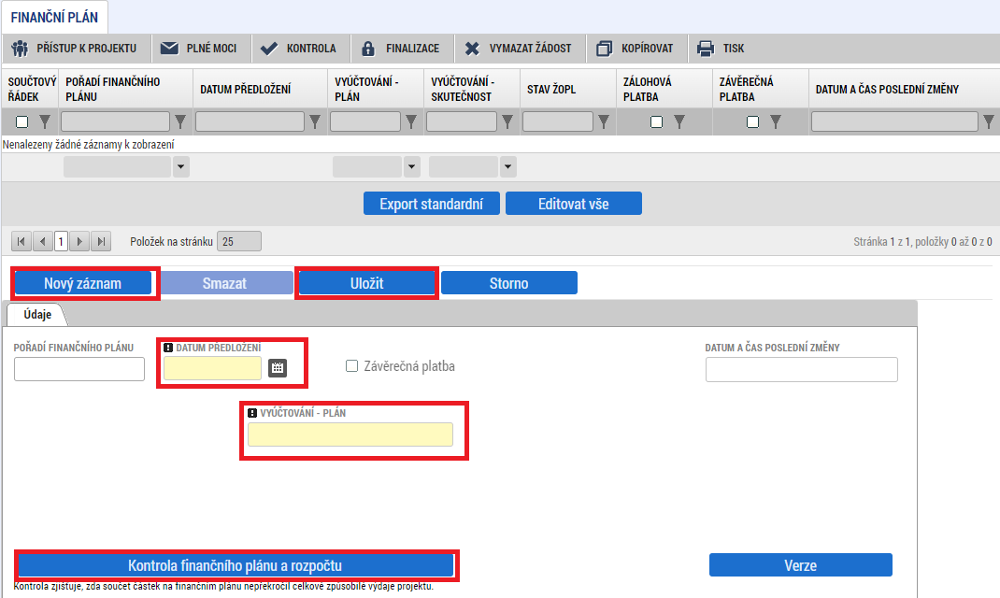 FINANČNÍ PLÁN
PŘÍSTUP K PROJEKTU PLNÉ MOCI KONTROLA FINALIZACE VYMAZAT ŽÁDOST KOPÍROVAT TISK
SOUČTOVÝ ŘÁDEK
POŘADÍ FINANČNÍHO PLÁNU
DATUM PŘEDLOŽENÍ
VYÚČTOVÁNÍ - PLÁN
VYÚČTOVÁNÍ - SKUTEČNOST
STAV ŽOPL
ZÁLOHOVÁ PLATBA
ZÁVĚREČNÁ PLATBA
DATUM A ČAS POSLEDNÍ ZMĚNY
Nenalezeny žádné záznamy k zobrazení
Export standardní Editovat vše
1 Položek na stránku 25 Stránka 1 z 1, položky 0 až 0 z 0
Nový záznam Smazat Uložit Storno
Údaje
POŘADÍ FINANČNÍHO PLÁNU DATUM PŘEDLOŽENÍ Závěrečná platba DATUM A ČAS POSLEDNÍ ZMĚNY
VYÚČTOVÁNÍ - PLÁN
Kontrola finančního plánu a rozpočtu Verze
Kontrola zjišťuje, zda součet částek na finančním plánu nepřekročil celkové způsobilé výdaje projektu.